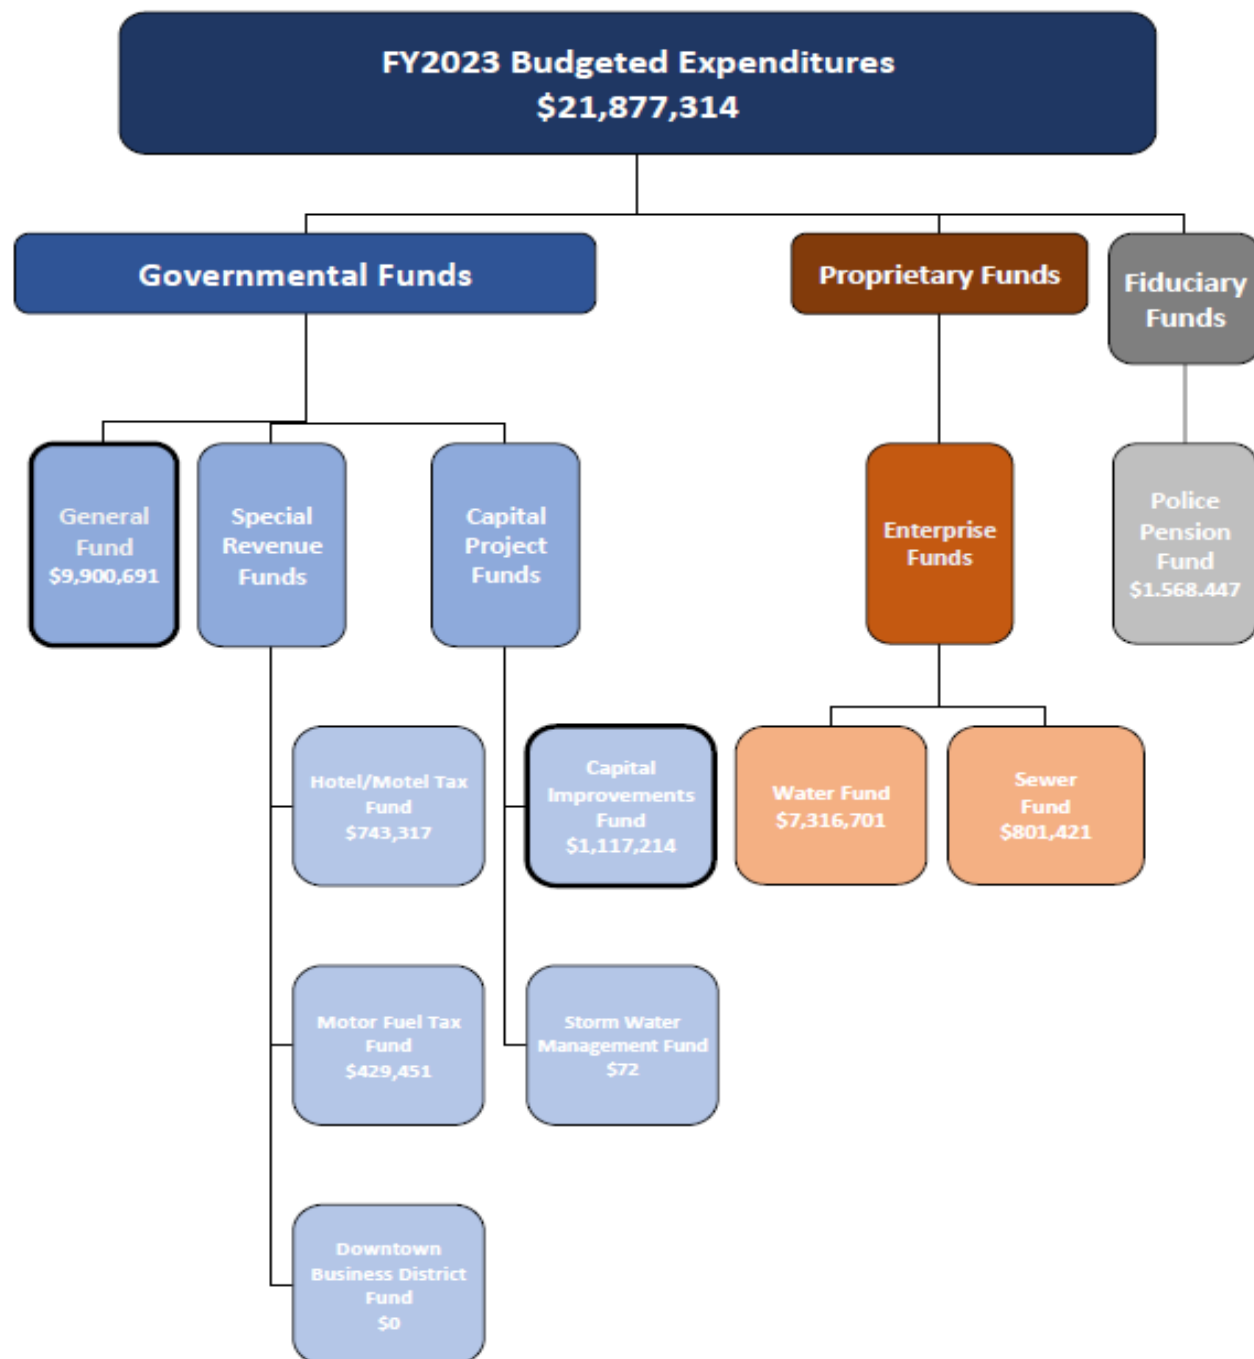 FY2023 Budgeted Expenditures
$21,877,314
Governmental Funds
Proprietary Funds
Fiduciary
Funds
General
Fund
$9,900,691
Special
Revenue
Funds
Capital
Project
Funds
Enterprise
Funds
Police
Pension
Fund
$1.568.447
Hotel/Motel Tax
Fund
$743,317
Capital
Improvements
Fund
$1,117,214
Water Fund
$7,316,701
Sewer
Fund
$801,421
Motor Fuel Tax
Fund
$429,451
Storm Water
Management Fund
$72
Downtown
Business District
Fund
$0